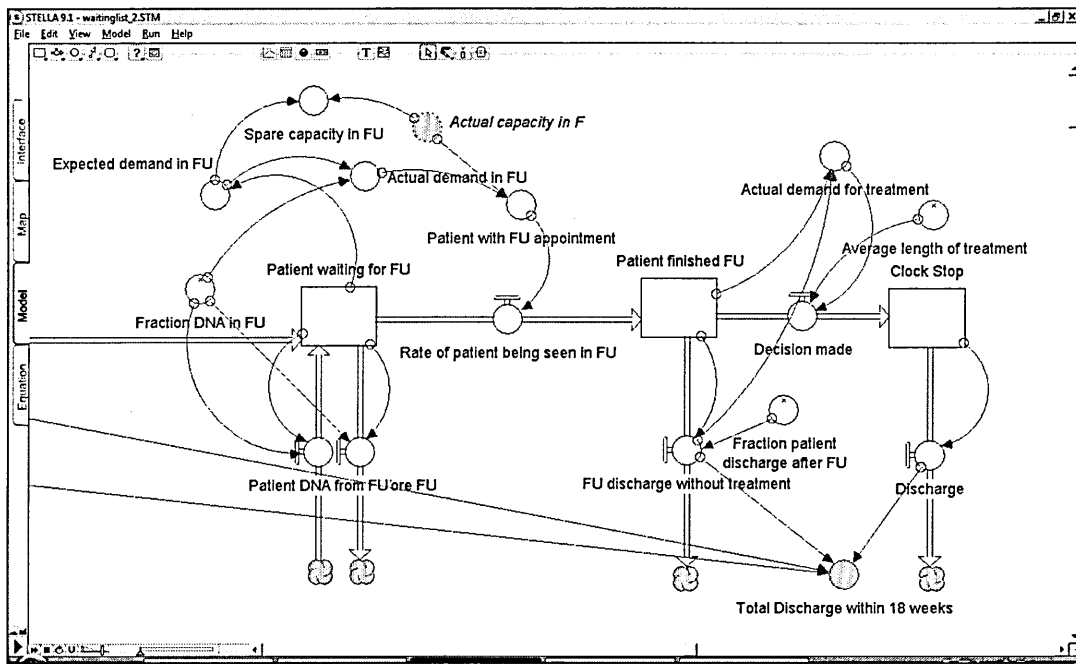 STELLA 9.1 - waitinglist_2.STM
File Edit View Model Run Help
Interface
Map
Model
Equation
Spare capacity in FU
Actual capacity in F
Expected demand in FU
Actual demand in FU
Actual demand for treatment
Patient with FU appointment
Average length of treatment
Patient waiting for FU
Patient finished FU
Clock Stop
Fraction DNA in FU
Rate of patient being seen in FU
Decision made
Fraction patient
discharge after FU
Patient DNA from FU'ore FU
FU discharge without treatment
Discharge
Total Discharge within 18 weeks